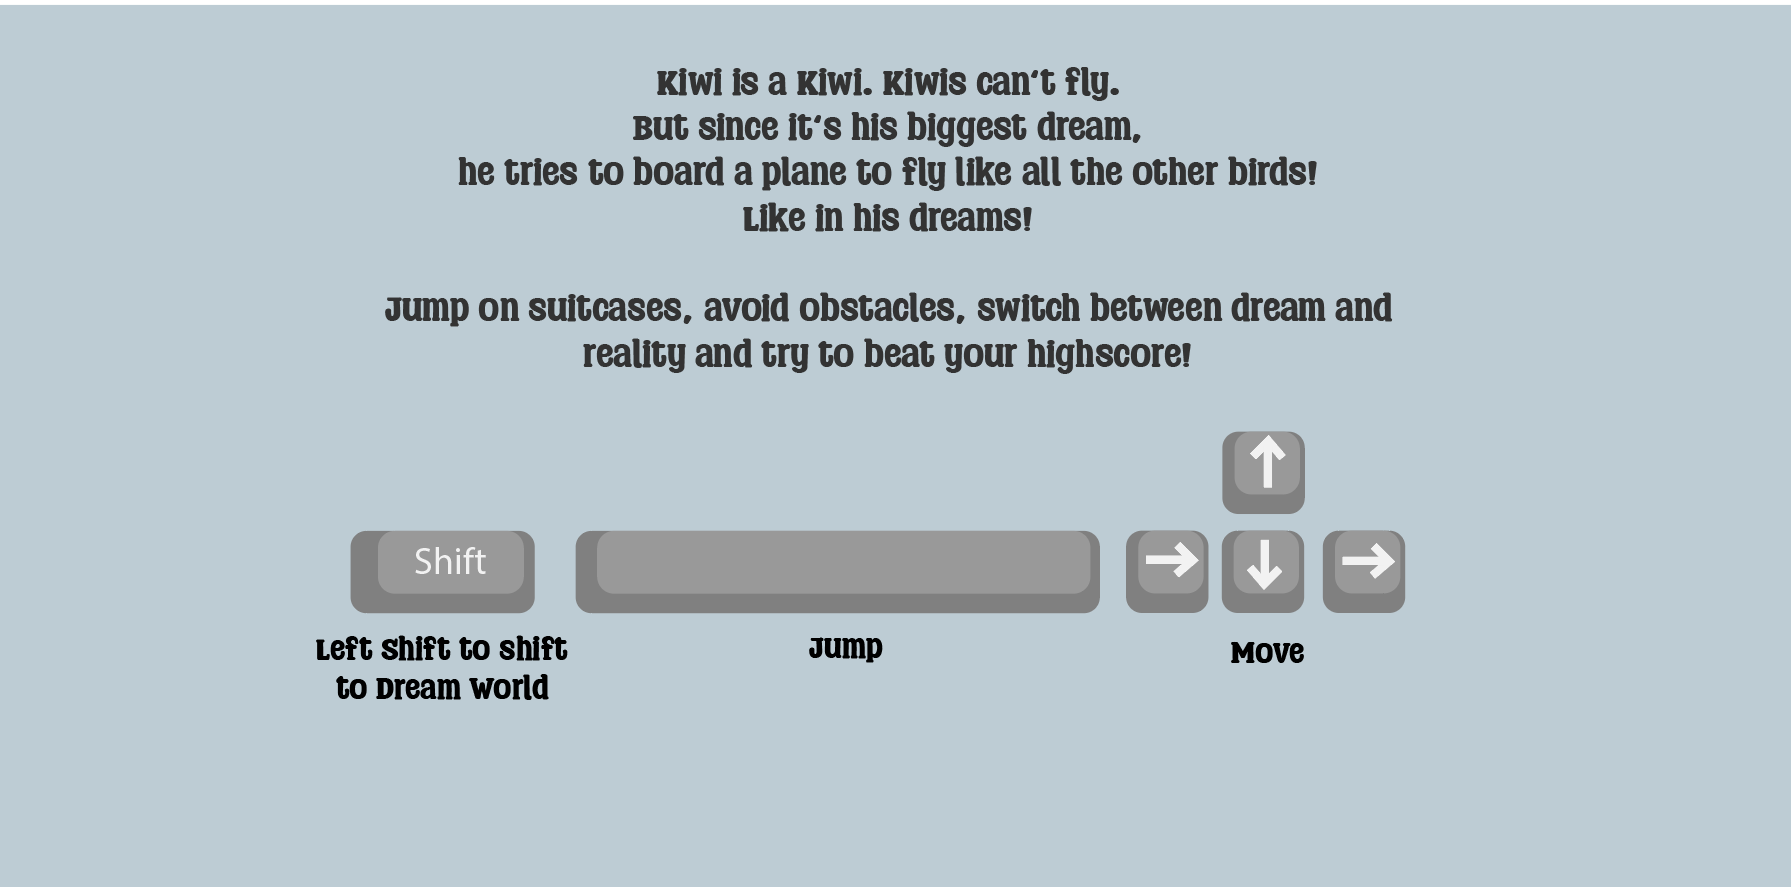 Kiwi is a Kiwi. Kiwis can‘t fly.
But since it‘s his biggest dream,
he tries to board a plane to fly like all the other birds!
Like in his dreams!
Jump on suitcases, avoid obstacles, switch between dream and
reality and try to beat your highscore!
Shift
Left Shift to shift
to Dream World
Jump
Move